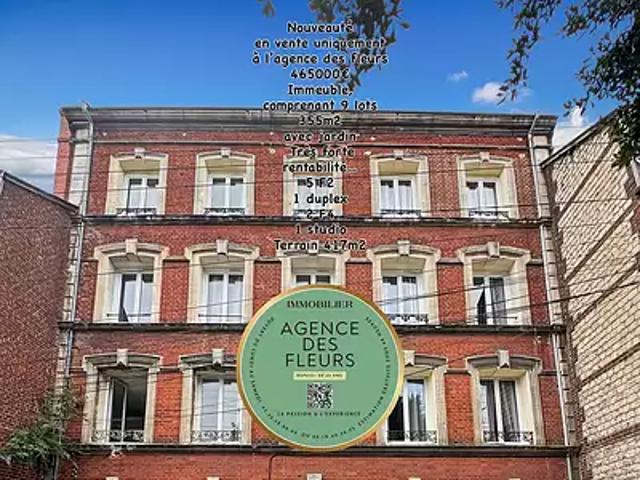 Nouveauté
en vente uniquement
à l'agence des fleurs
465000€
Immeuble,
comprenant 9 lots
355m2
avec jardin
Très forte
rentabilité...
5 F2
1 duplex
2 F4
1 studio
Terrain 417m2
IMMOBILIER
AGENCE
DES
FLEURS
LA PASSION & L'EXPERIENCE